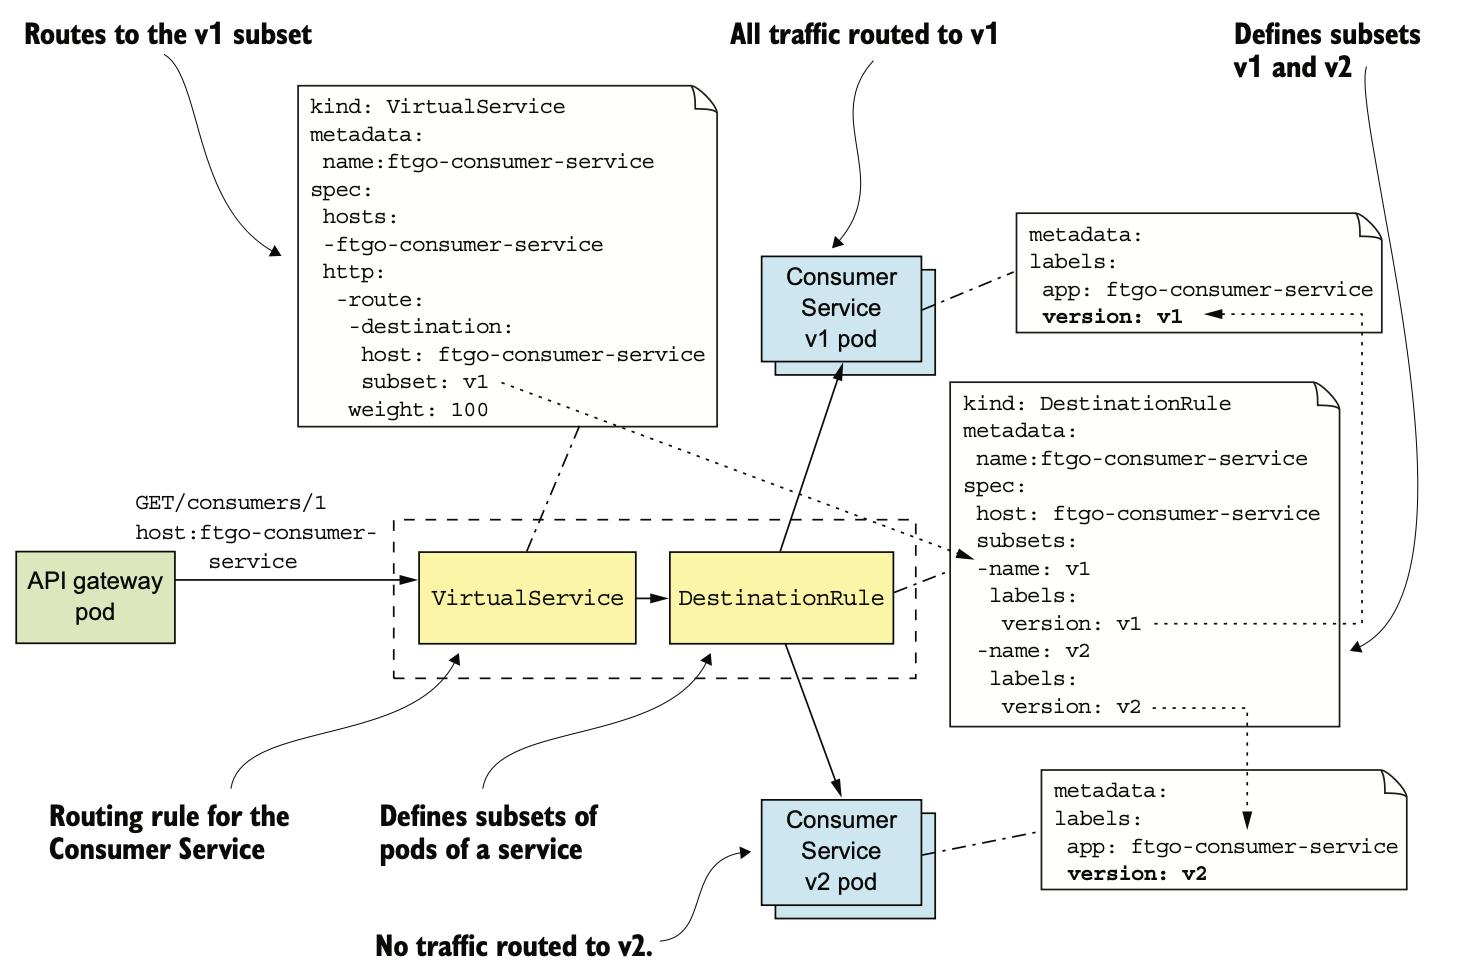 Routes to the v1 subset
All traffic routed to v1
Defines subsets
v1 and v2
kind: VirtualService
metadata:
name:ftgo-consumer-service
spec:
hosts:
-ftgo-consumer-service
http:
-route:
-destination:
host: ftgo-consumer-service
subset: v1
weight: 100
Consumer
Service
v1 pod
metadata:
labels:
app: ftgo-consumer-service
version: v1
kind: DestinationRule
metadata:
name:ftgo-consumer-service
spec:
host: ftgo-consumer-service
subsets:
-name: v1
labels:
version: v1
-name: v2
labels:
version: v2
GET/consumers/1
host:ftgo-consumer-
service
API gateway
pod
VirtualService
DestinationRule
Routing rule for the
Consumer Service
Defines subsets of
pods of a service
Consumer
Service
v2 pod
metadata:
labels:
app: ftgo-consumer-service
version: v2
No traffic routed to v2.